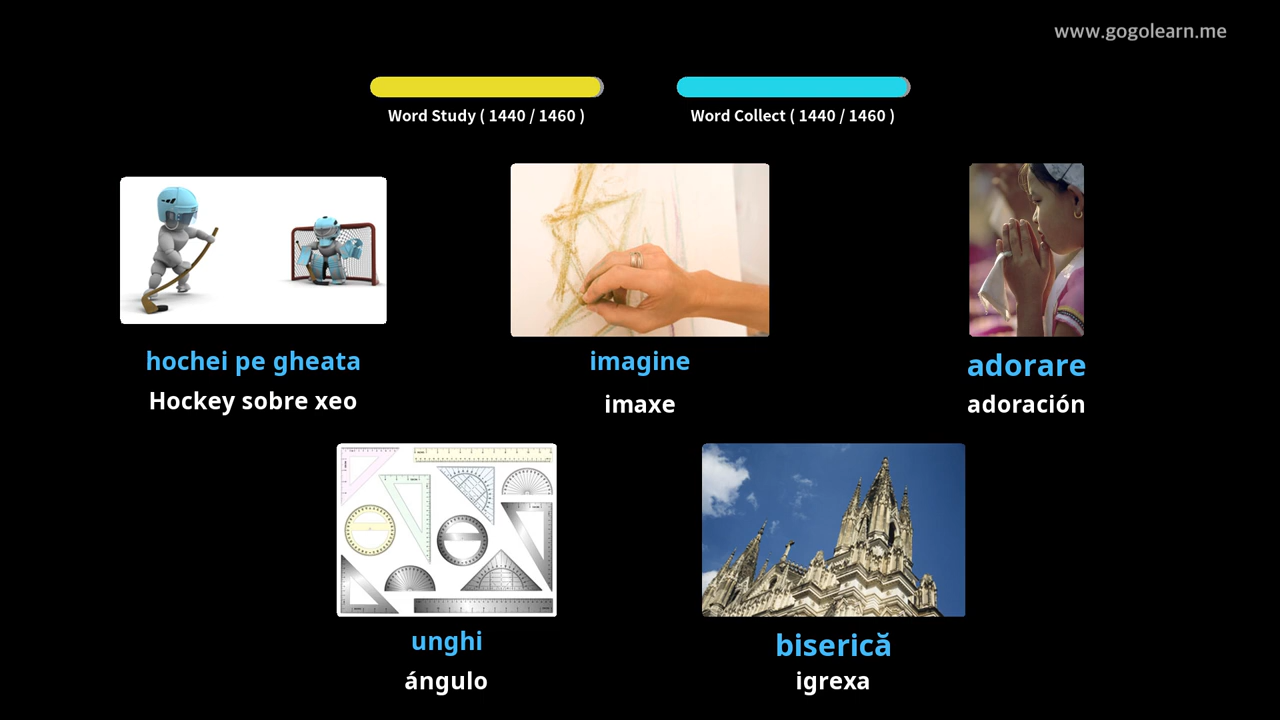 www.gogolearn.me
Word Study ( 1440 / 1460 )
Word Collect ( 1440 / 1460 )
hochei pe gheata
Hockey sobre xeo
imagine
imaxe
adorare
adoración
unghi
ángulo
biserică
igrexa